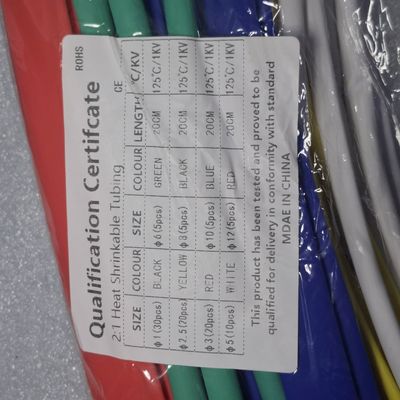 ROHS
Qualification Certifcate
2:1 Heat Shrinkable Tubing CE
SIZE COLOUR SIZE COLOUR LENGTH ℃/KV
φ1(30pcs) BLACK φ6(5pcs) GREEN 20CM 125℃/1KV
φ2.5(20pcs) YELLOW φ8(5pcs) BLACK 20CM 125℃/1KV
φ3(20pcs) RED φ10(5pcs) BLUE 20CM 125℃/1KV
φ5(10pcs) WHITE φ12(5pcs) RED 20CM 125℃/1KV
This product has been tested and proved to be
qualified for delivery in conformity with standard
MDAE IN CHINA